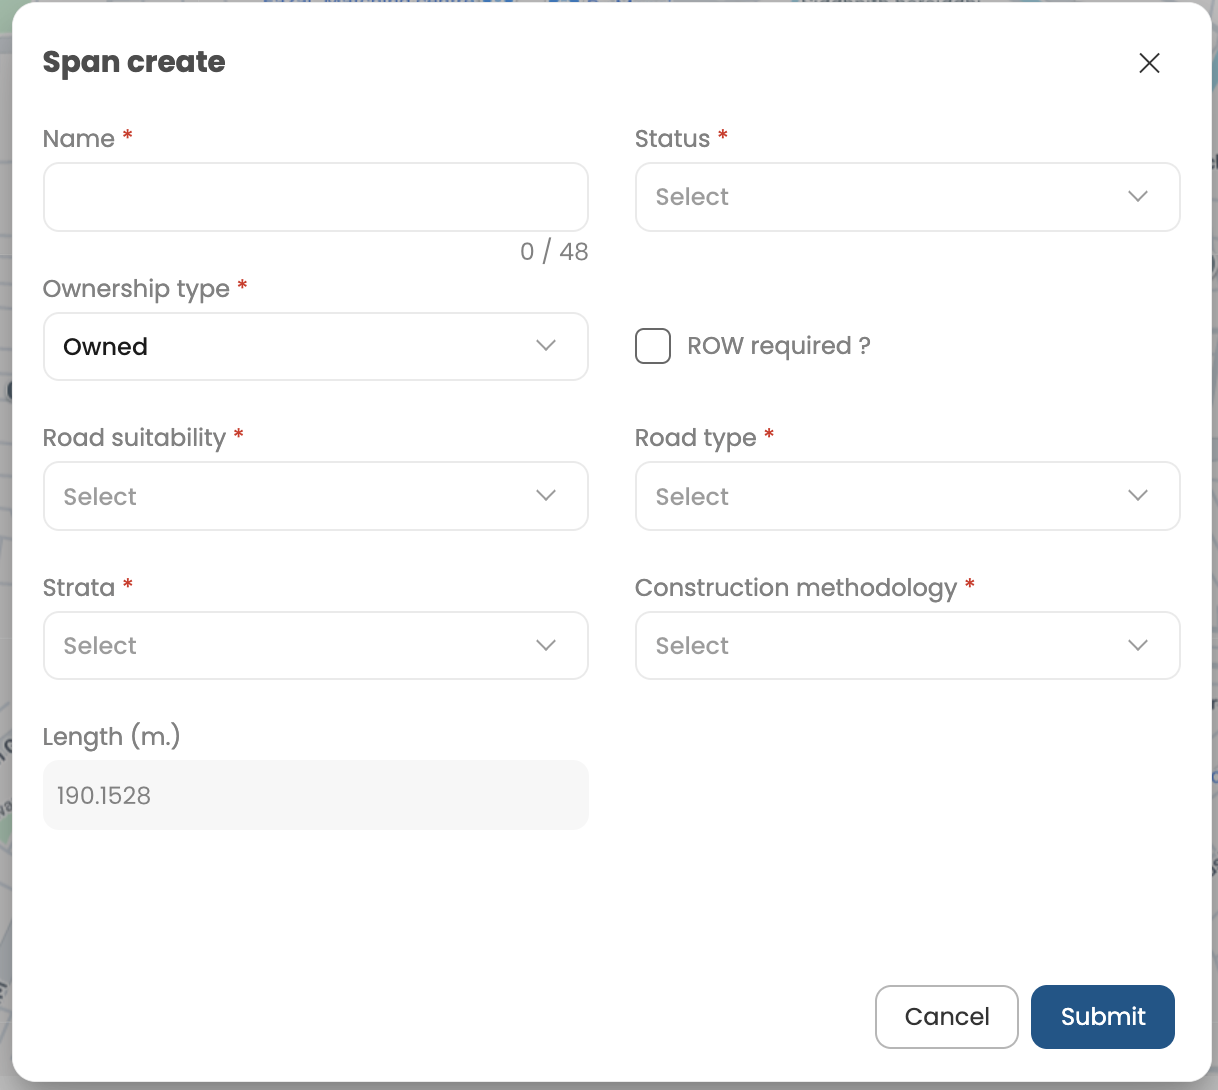 Span create
Name *
Status *
Select
0 / 48
Ownership type *
Owned
ROW required ?
Road suitability *
Road type *
Select
Select
Strata *
Construction methodology *
Select
Select
Length (m.)
190.1528
Cancel
Submit